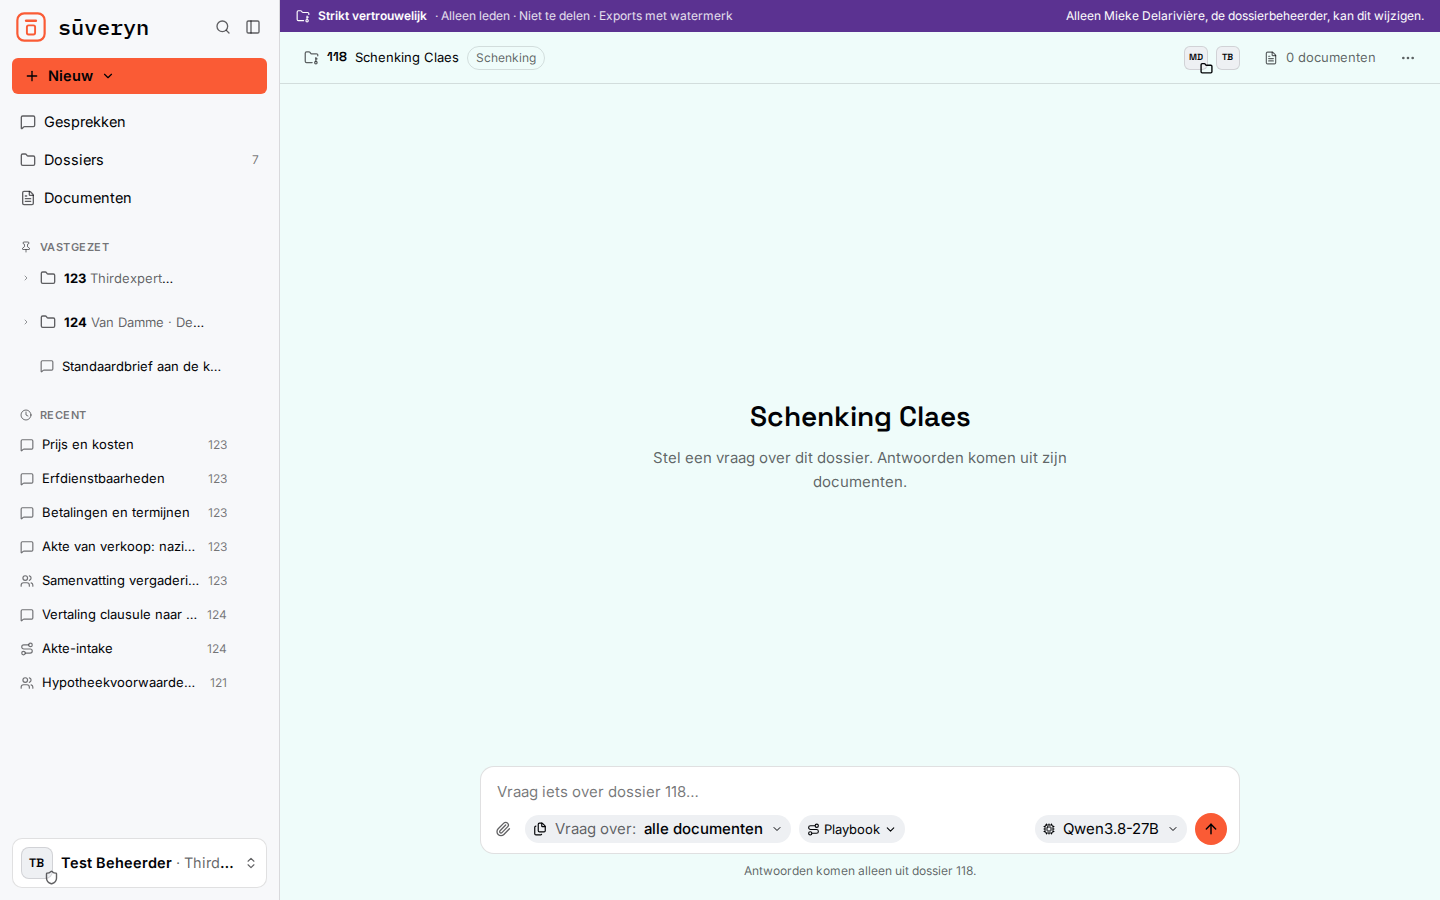 sūveryn
Nieuw
Gesprekken
Dossiers 7
Documenten
VASTGEZET
123 Thirdexpert...
124 Van Damme · De...
Standaardbrief aan de k...
RECENT
Prijs en kosten 123
Erfdienstbaarheden 123
Betalingen en termijnen 123
Akte van verkoop: nazi... 123
Samenvatting vergaderi... 123
Vertaling clausule naar ... 124
Akte-intake 124
Hypotheekvoorwaarde... 121
TB Test Beheerder · Third...
Strikt vertrouwelijk · Alleen leden · Niet te delen · Exports met watermerk
Alleen Mieke Delarivière, de dossierbeheerder, kan dit wijzigen.
118 Schenking Claes Schenking
MD TB 0 documenten
Schenking Claes
Stel een vraag over dit dossier. Antwoorden komen uit zijn
documenten.
Vraag iets over dossier 118...
Vraag over: alle documenten Playbook Qwen3.8-27B
Antwoorden komen alleen uit dossier 118.